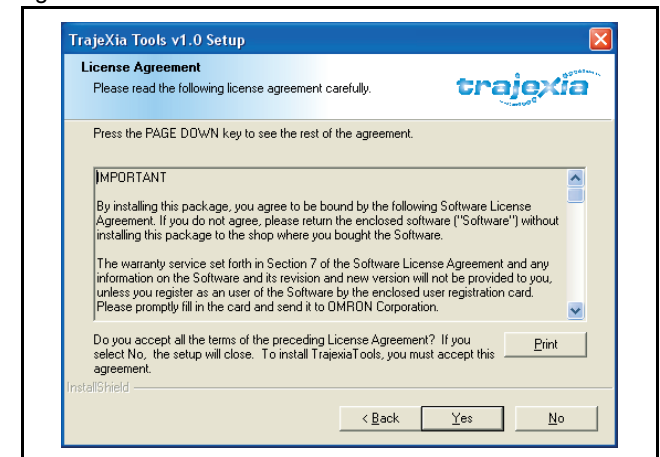 TrajeXia Tools v1.0 Setup
License Agreement
Please read the following license agreement carefully.
trajexia
Press the PAGE DOWN key to see the rest of the agreement.
IMPORTANT
By installing this package, you agree to be bound by the following Software License
Agreement. If you do not agree, please return the enclosed software ("Software") without
installing this package to the shop where you bought the Software.
The warranty service set forth in Section 7 of the Software License Agreement and any
information on the Software and its revision and new version will not be provided to you,
unless you register as an user of the Software by the enclosed user registration card.
Please promptly fill in the card and send it to OMRON Corporation.
Do you accept all the terms of the preceding License Agreement? If you
select No, the setup will close. To install TrajexiaTools, you must accept this
agreement.
Print
InstallShield
< Back
Yes
No